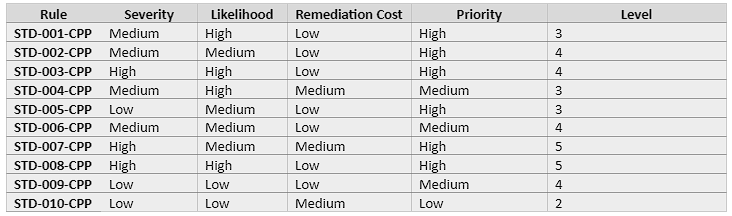 Rule Severity Likelihood Remediation Cost Priority Level
STD-001-CPP Medium High Low High 3
STD-002-CPP Medium Medium Low High 4
STD-003-CPP High High Low High 4
STD-004-CPP Medium High Medium Medium 3
STD-005-CPP Low Medium Low High 3
STD-006-CPP Medium Medium Low Medium 4
STD-007-CPP High Medium Medium High 5
STD-008-CPP High High Low High 5
STD-009-CPP Low Low Low Medium 4
STD-010-CPP Low Low Medium Low 2